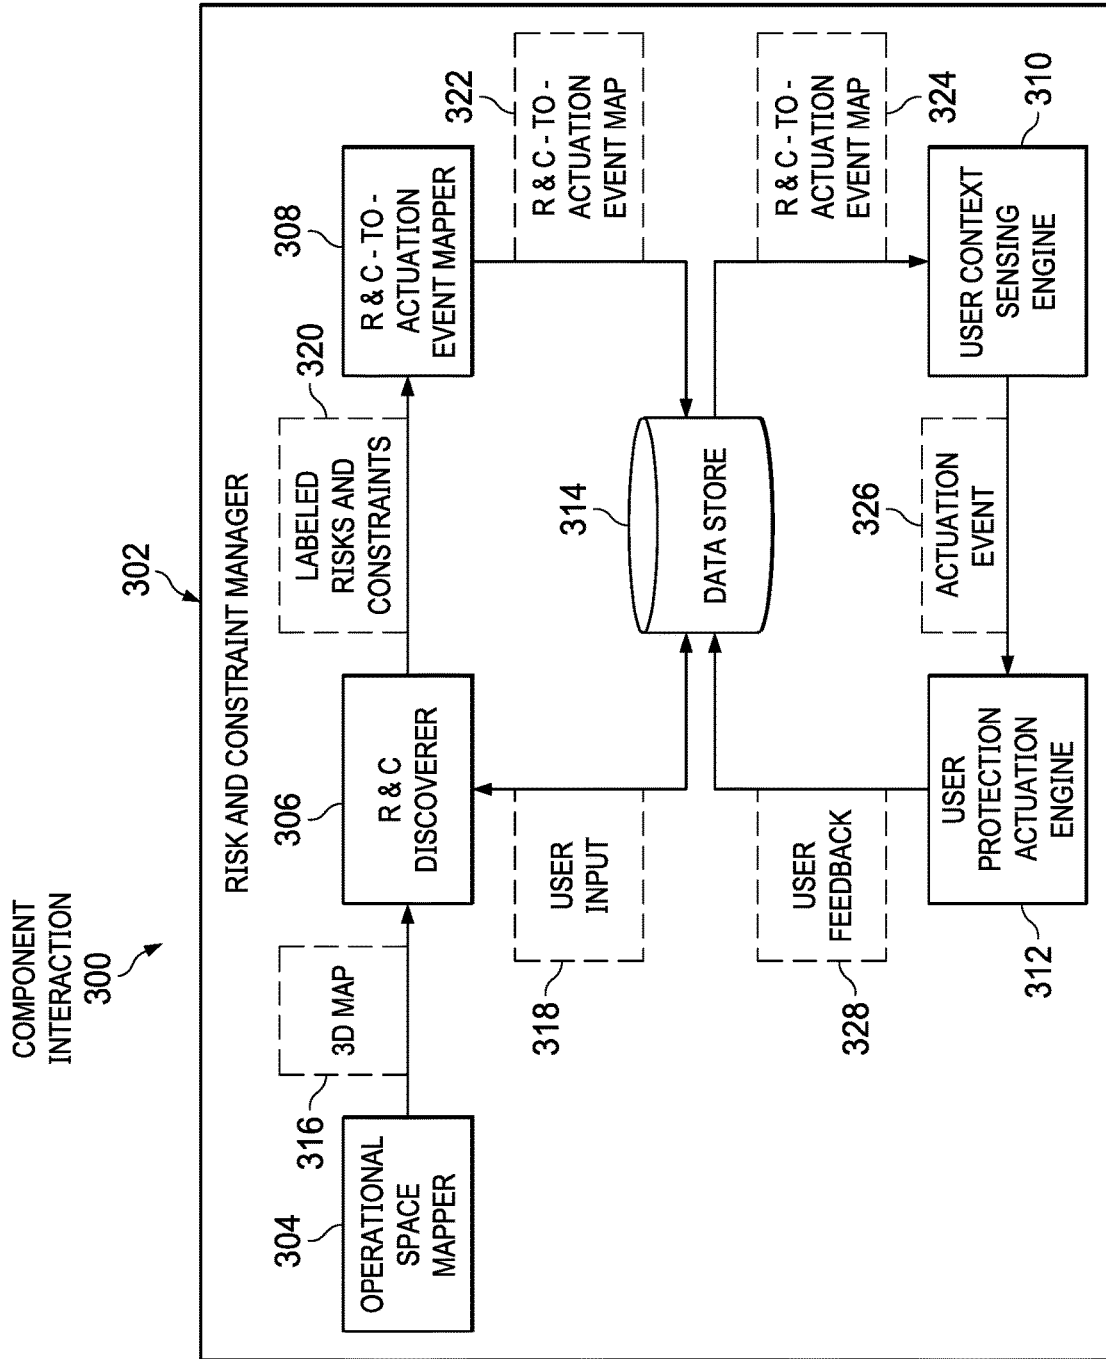 COMPONENT
INTERACTION
300
302
RISK AND CONSTRAINT MANAGER
304
OPERATIONAL
SPACE
MAPPER
316
3D MAP
306
R & C
DISCOVERER
320
LABELED
RISKS AND
CONSTRAINTS
308
R & C - TO -
ACTUATION
EVENT MAPPER
318
USER
INPUT
322
R & C - TO -
ACTUATION
EVENT MAP
314
DATA STORE
328
USER
FEEDBACK
324
R & C - TO -
ACTUATION
EVENT MAP
312
USER
PROTECTION
ACTUATION
ENGINE
326
ACTUATION
EVENT
310
USER CONTEXT
SENSING
ENGINE